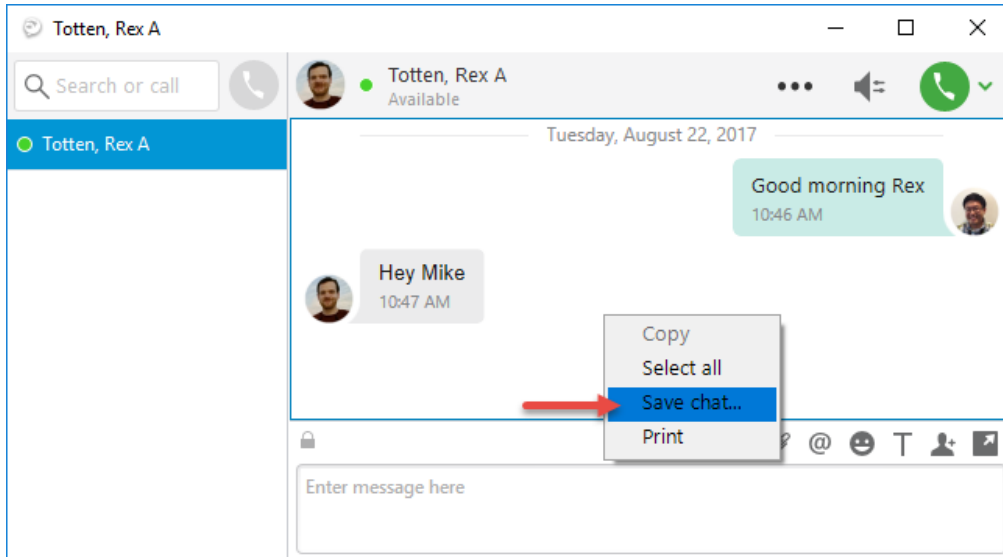 Totten, Rex A
Search or call
Totten, Rex A
Available
Totten, Rex A
Tuesday, August 22, 2017
Good morning Rex
10:46 AM
Hey Mike
10:47 AM
Copy
Select all
Save chat...
Print
@
T
Enter message here